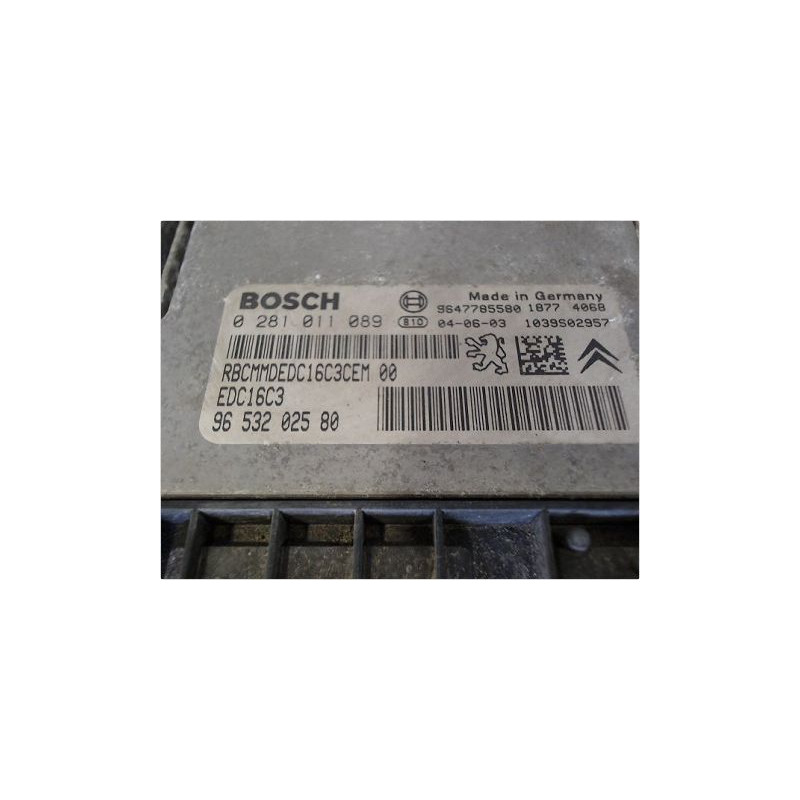 BOSCH
Made in Germany
9647785580 1877 4068
0 281 011 089
810 04-06-03 1039S02957
RBCMMDEDC16C3CEM 00
EDC16C3
96 532 025 80